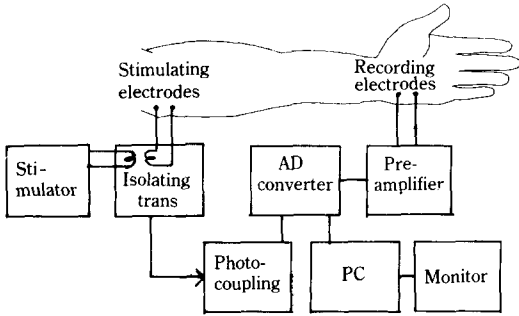 Stimulating
electrodes
Recording
electrodes
Sti-
mulator
Isolating
trans
AD
converter
Pre-
amplifier
Photo-
coupling
PC
Monitor